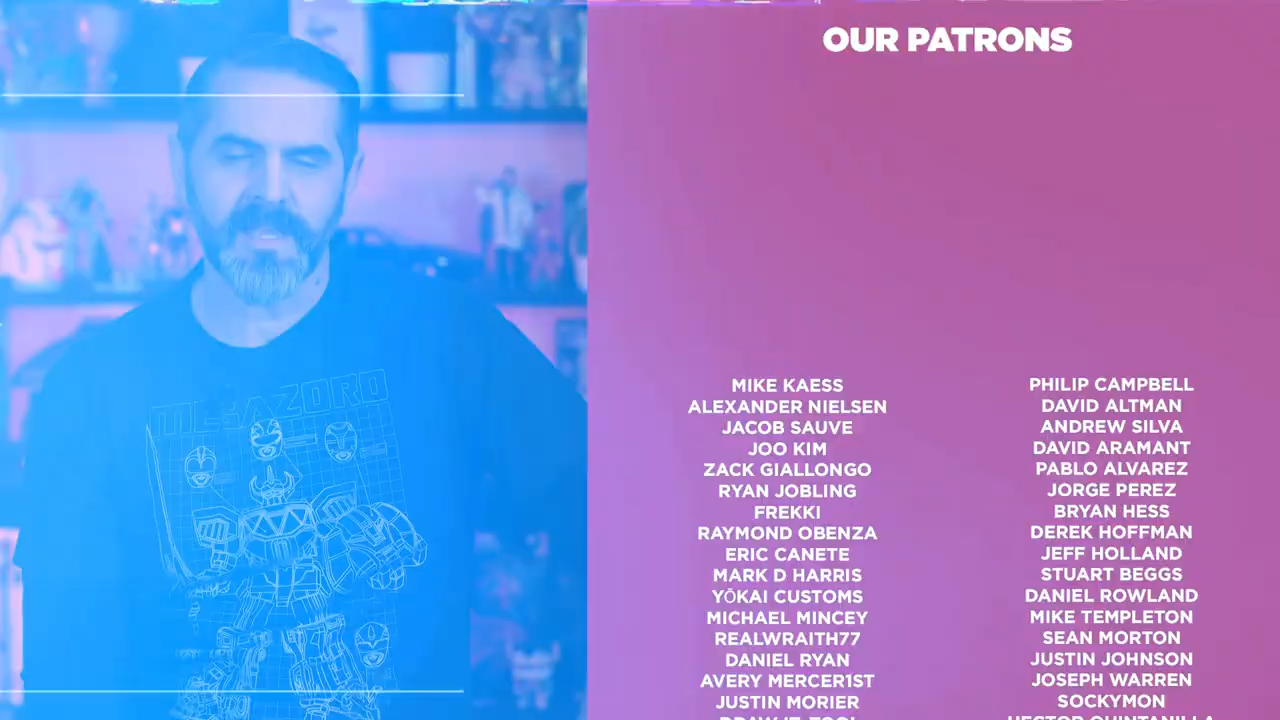 OUR PATRONS
MEGAZORD
MIKE KAESS
ALEXANDER NIELSEN
JACOB SAUVE
JOO KIM
ZACK GIALLONGO
RYAN JOBLING
FREKKI
RAYMOND OBENZA
ERIC CANETE
MARK D HARRIS
YŌKAI CUSTOMS
MICHAEL MINCEY
REALWRAITH77
DANIEL RYAN
AVERY MERCER1ST
JUSTIN MORIER
PHILIP CAMPBELL
DAVID ALTMAN
ANDREW SILVA
DAVID ARAMANT
PABLO ALVAREZ
JORGE PEREZ
BRYAN HESS
DEREK HOFFMAN
JEFF HOLLAND
STUART BEGGS
DANIEL ROWLAND
MIKE TEMPLETON
SEAN MORTON
JUSTIN JOHNSON
JOSEPH WARREN
SOCKYMON
HECTOR QUINTANILLA